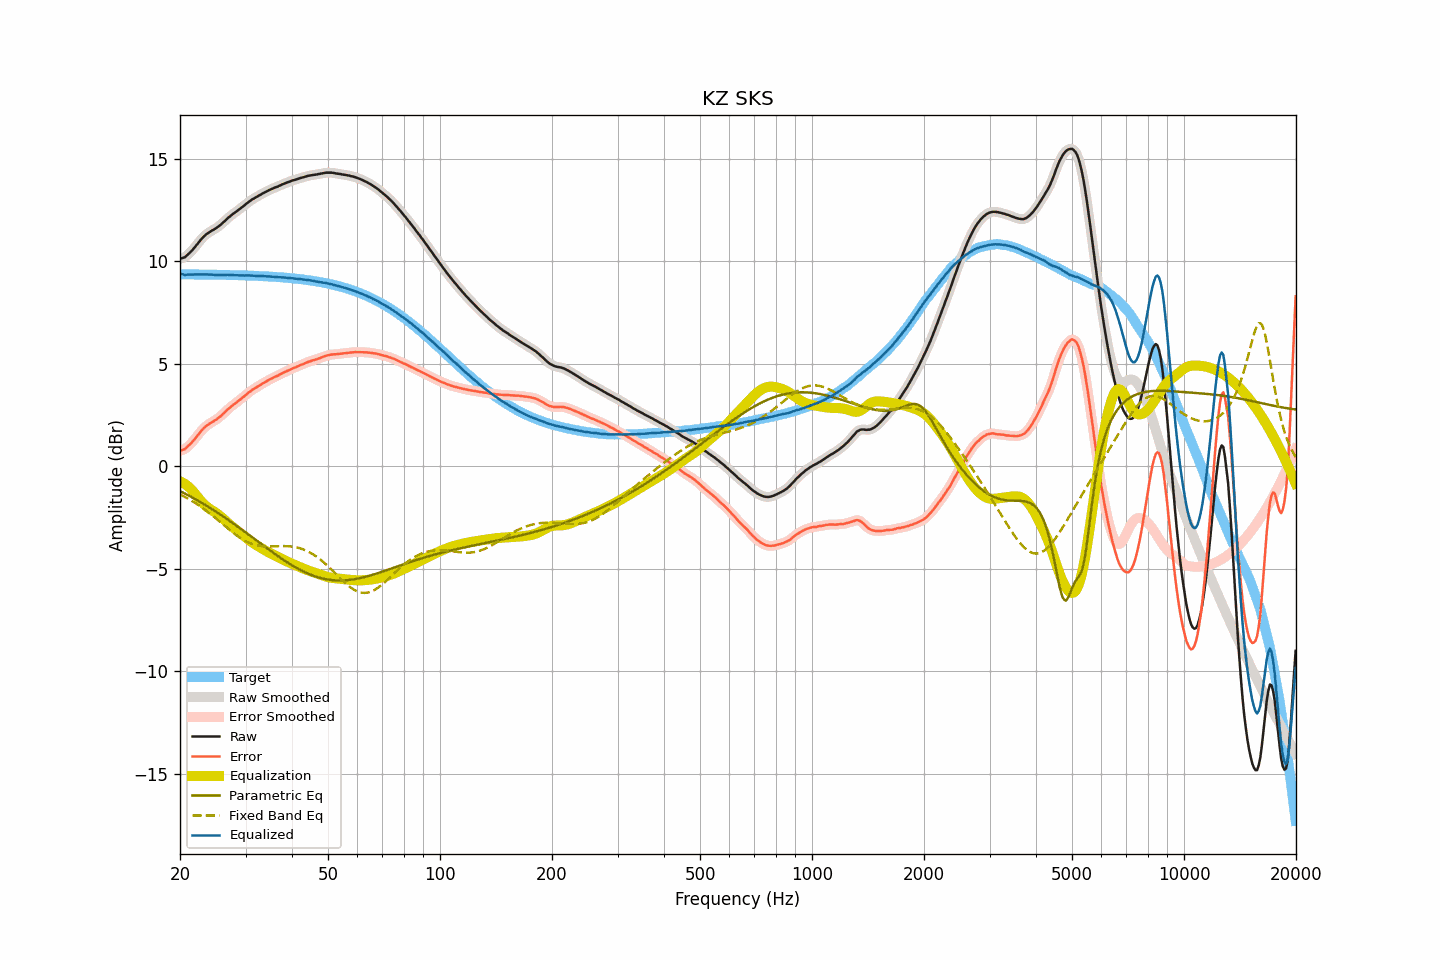 KZ SKS
Amplitude (dBr)
15
10
5
0
−5
−10
−15
Target
Raw Smoothed
Error Smoothed
Raw
Error
Equalization
Parametric Eq
Fixed Band Eq
Equalized
20 50 100 200 500 1000 2000 5000 10000 20000
Frequency (Hz)